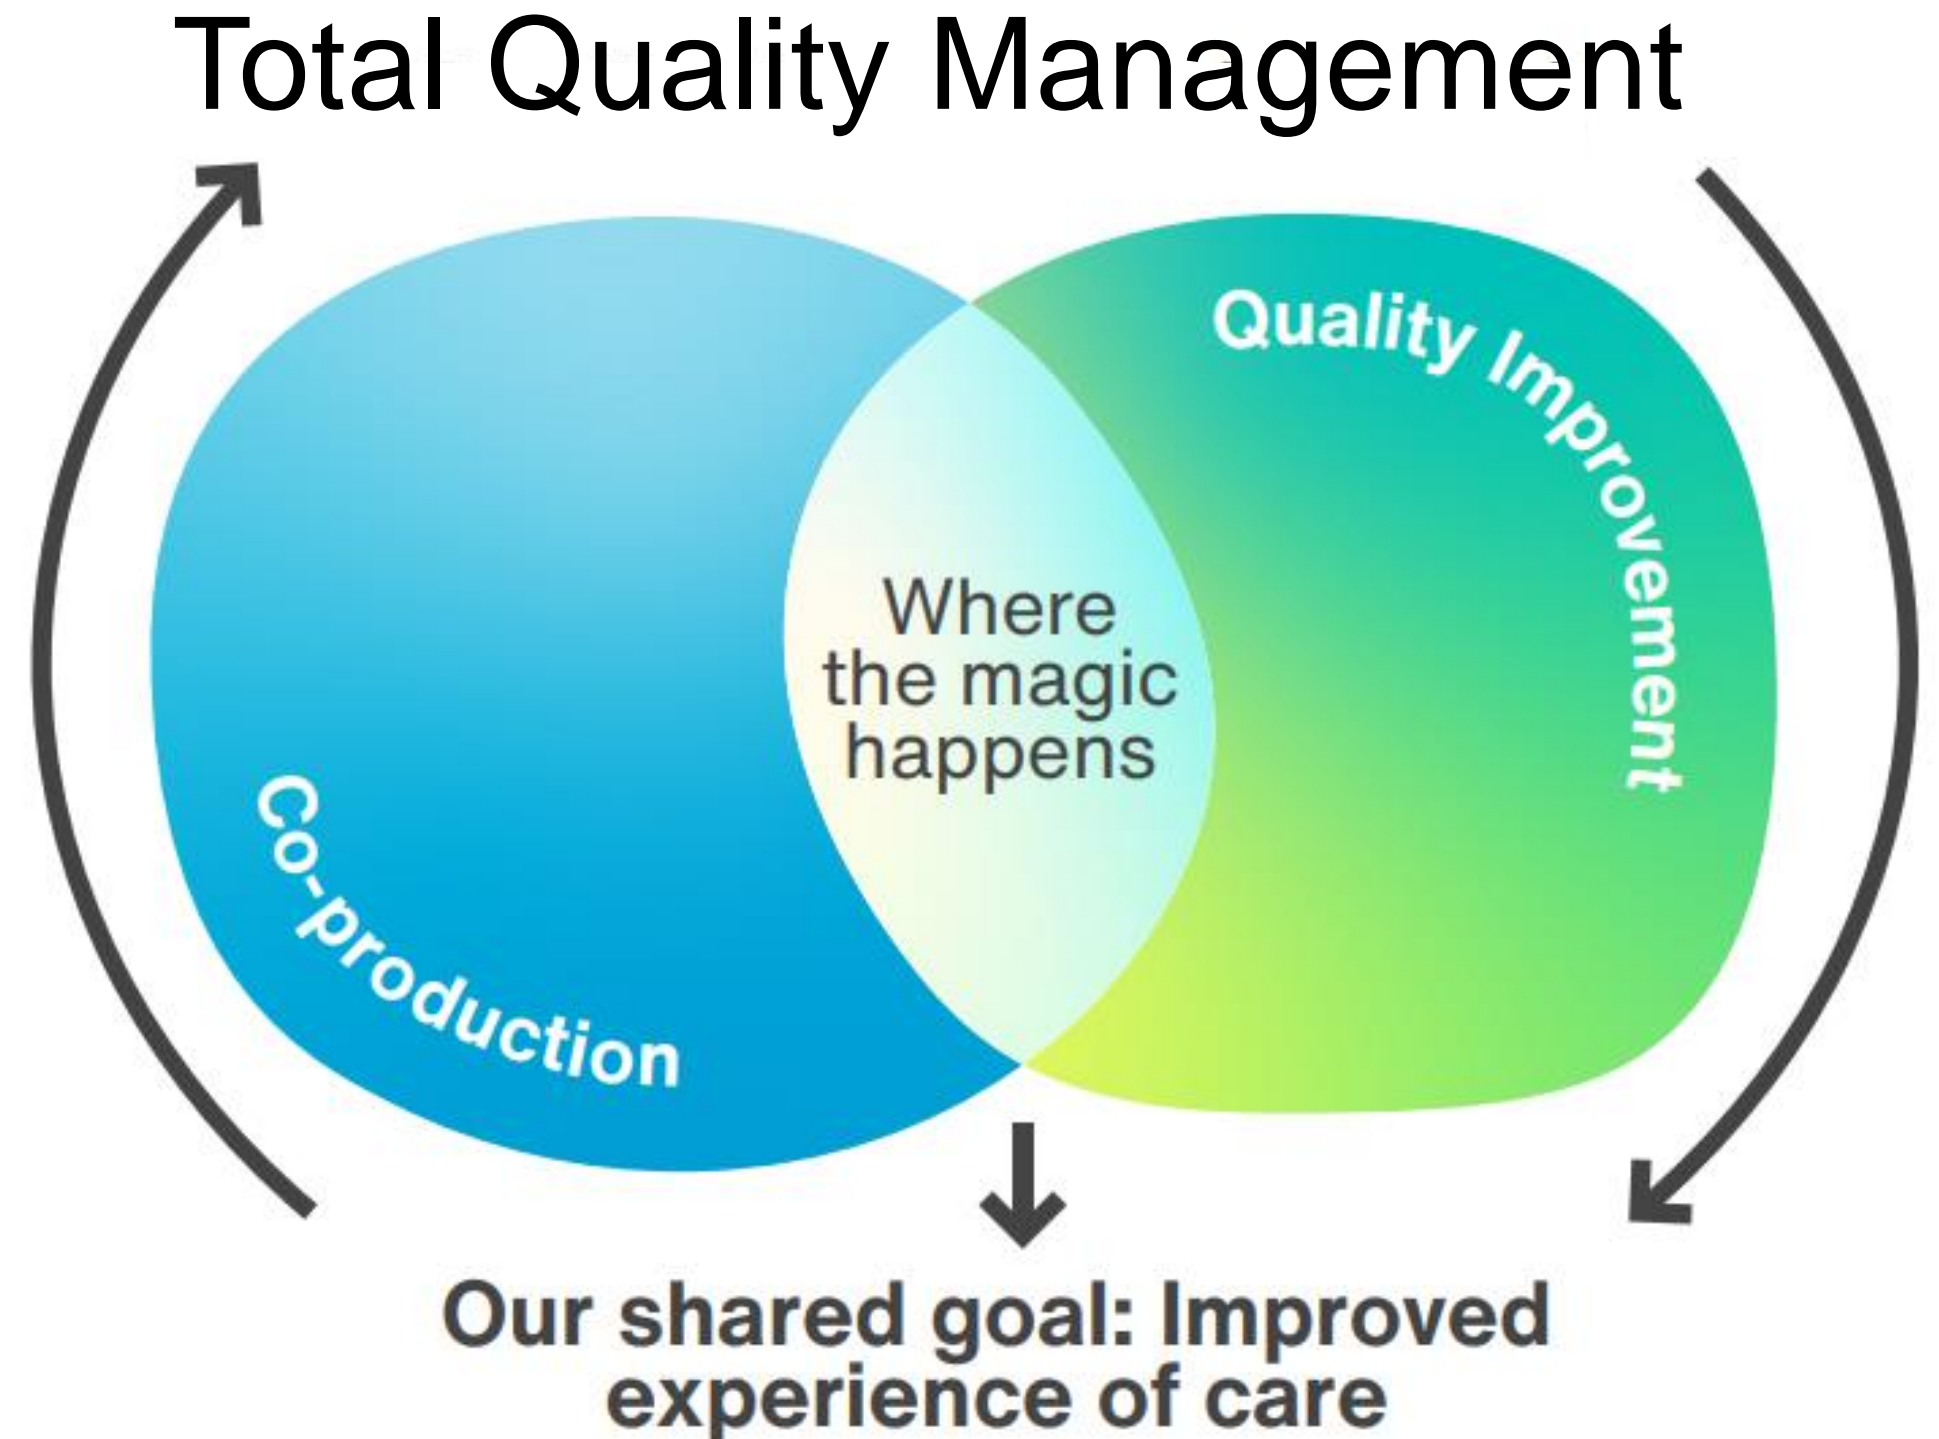 Total Quality Management
Quality Improvement
Where
the magic
happens
Co-production
Our shared goal: Improved
experience of care